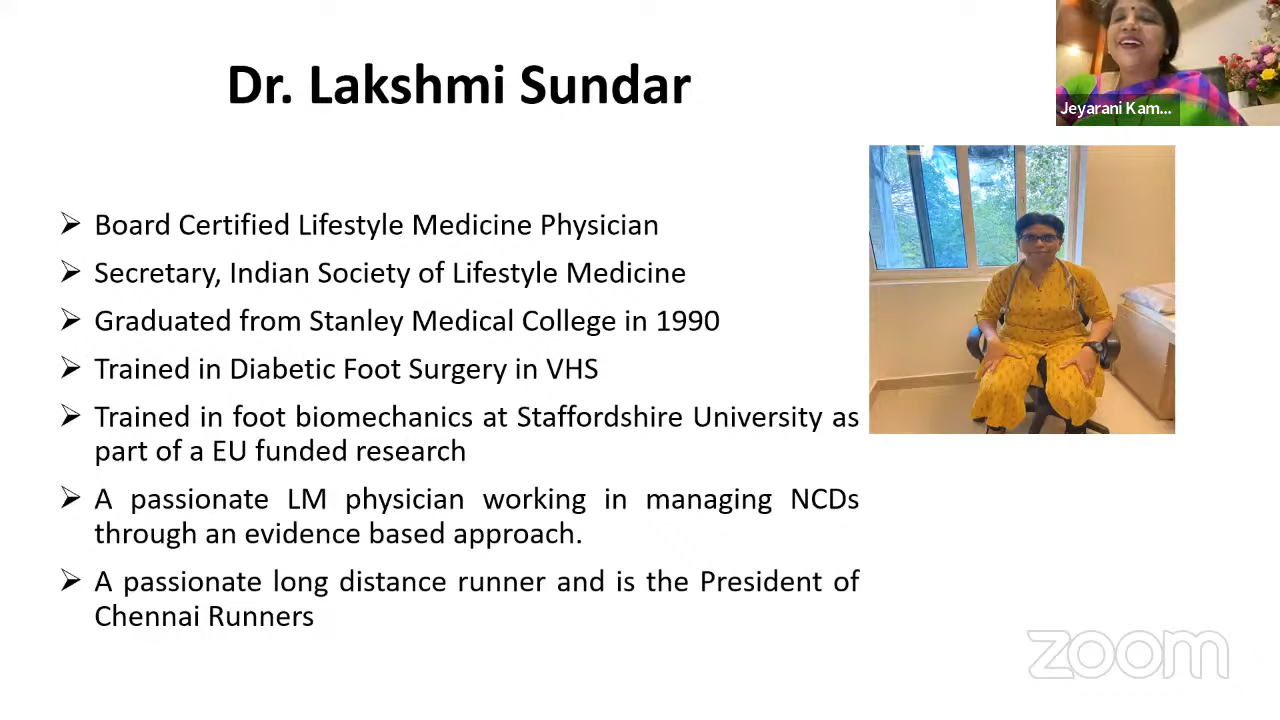 Dr. Lakshmi Sundar
Jeyarani Kam...
➢ Board Certified Lifestyle Medicine Physician
➢ Secretary, Indian Society of Lifestyle Medicine
➢ Graduated from Stanley Medical College in 1990
➢ Trained in Diabetic Foot Surgery in VHS
➢ Trained in foot biomechanics at Staffordshire University as
part of a EU funded research
➢ A passionate LM physician working in managing NCDs
through an evidence based approach.
➢ A passionate long distance runner and is the President of
Chennai Runners
zoom